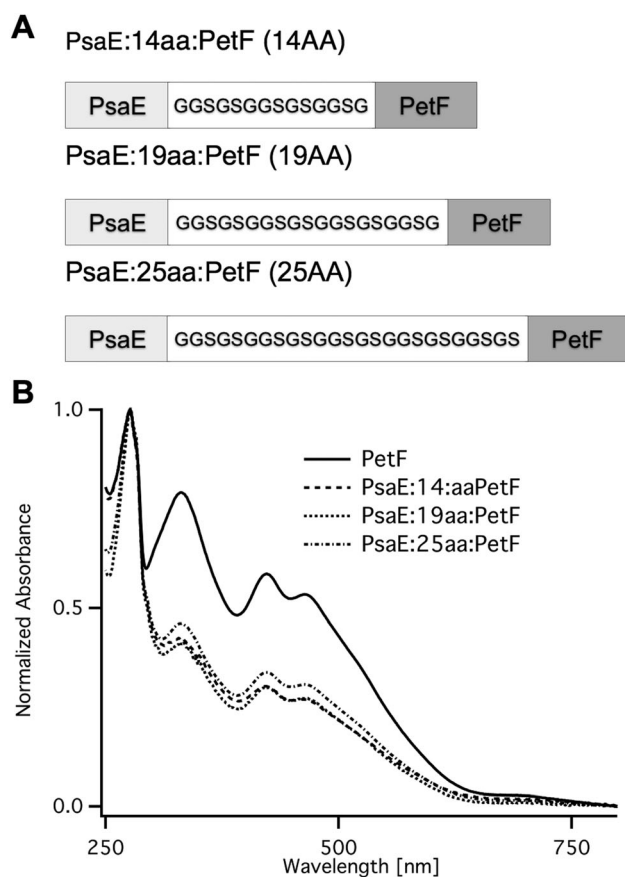 A
PsaE:14aa:PetF (14AA)
PsaE GGSGSGGSGSGGSG PetF
PsaE:19aa:PetF (19AA)
PsaE GGSGSGGSGSGGSGSGGSG PetF
PsaE:25aa:PetF (25AA)
PsaE GGSGSGGSGSGGSGSGGSGSGGSGS PetF
B
1.0
0.5
0.0
Normalized Absorbance
PetF
PsaE:14:aaPetF
PsaE:19aa:PetF
PsaE:25aa:PetF
250 500 750
Wavelength [nm]